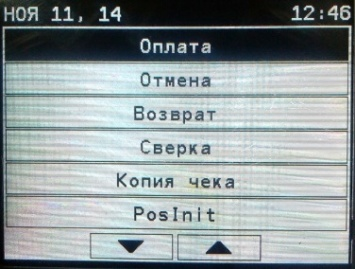 НОЯ 11, 14 12:46
Оплата
Отмена
Возврат
Сверка
Копия чека
PosInit